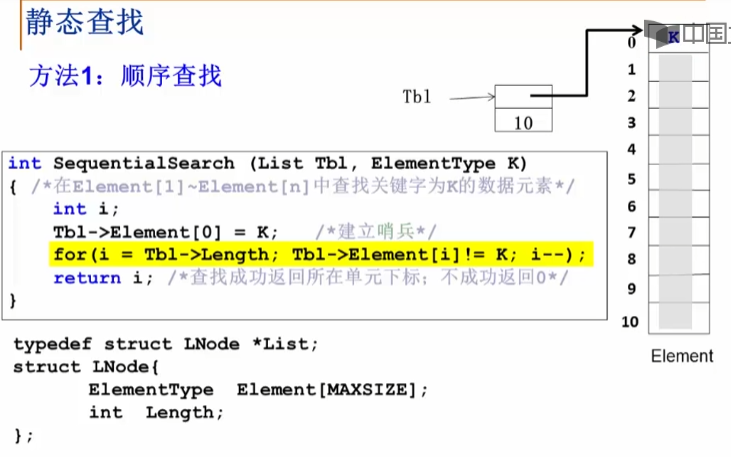 静态查找
方法1：顺序查找
Tbl
10
K
中国
0
1
2
3
4
5
6
7
8
9
10
Element
int SequentialSearch (List Tbl, ElementType K)
{ /*在Element[1]~Element[n]中查找关键字为K的数据元素*/
int i;
Tbl->Element[0] = K; /*建立哨兵*/
for(i = Tbl->Length; Tbl->Element[i]!= K; i--);
return i; /*查找成功返回所在单元下标；不成功返回0*/
}
typedef struct LNode *List;
struct LNode{
ElementType Element[MAXSIZE];
int Length;
};